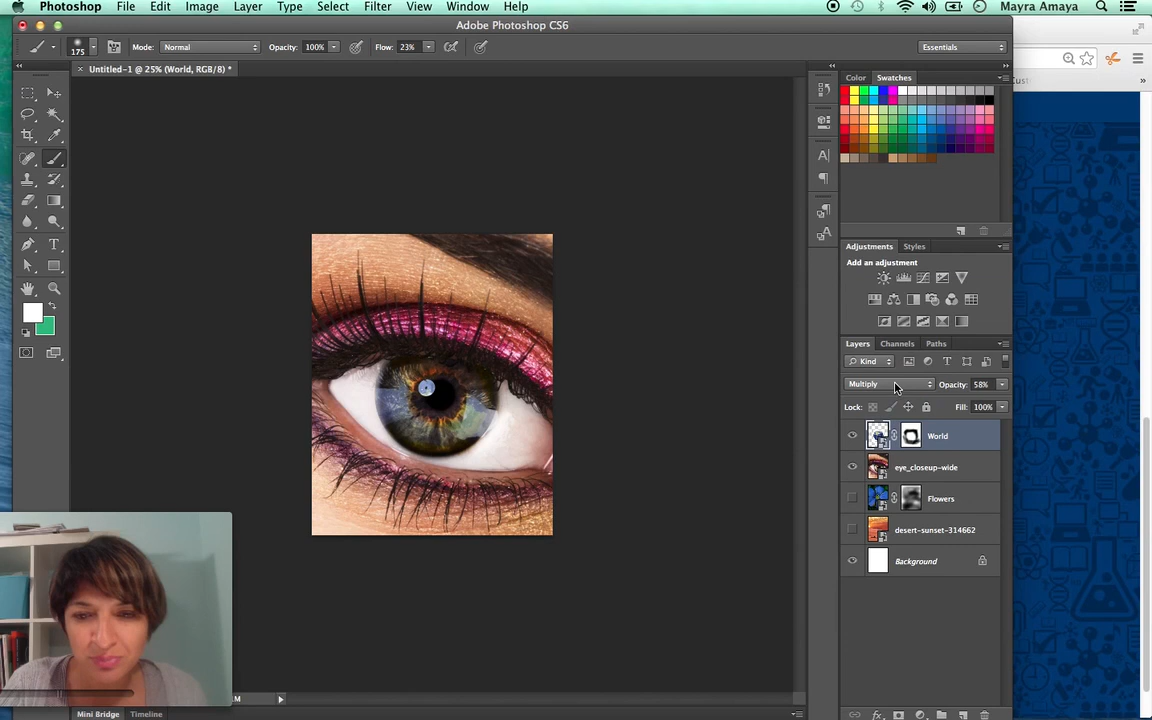 Photoshop File Edit Image Layer Type Select Filter View Window Help Mayra Amaya
Adobe Photoshop CS6
175 Mode: Normal Opacity: 100% Flow: 23% Essentials
× Untitled-1 @ 25% (World, RGB/8) *
Color Swatches
Adjustments Styles
Add an adjustment
Layers Channels Paths
Kind
Multiply Opacity: 58%
Lock: Fill: 100%
World
eye_closeup-wide
Flowers
desert-sunset-314662
Background
Mini Bridge Timeline